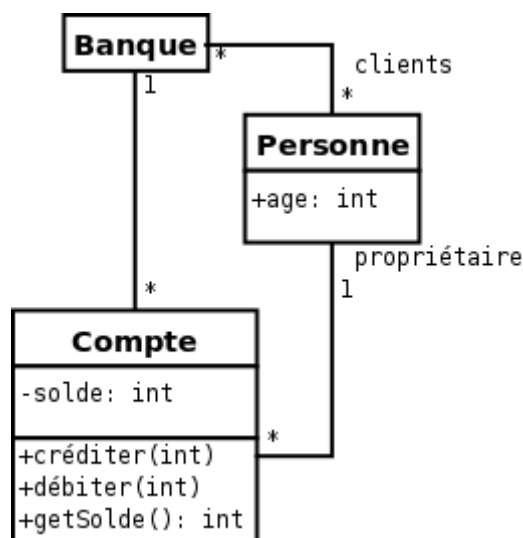 Banque
*
clients
1
*
Personne
+age: int
propriétaire
1
*
Compte
-solde: int
*
+créditer(int)
+débiter(int)
+getSolde(): int